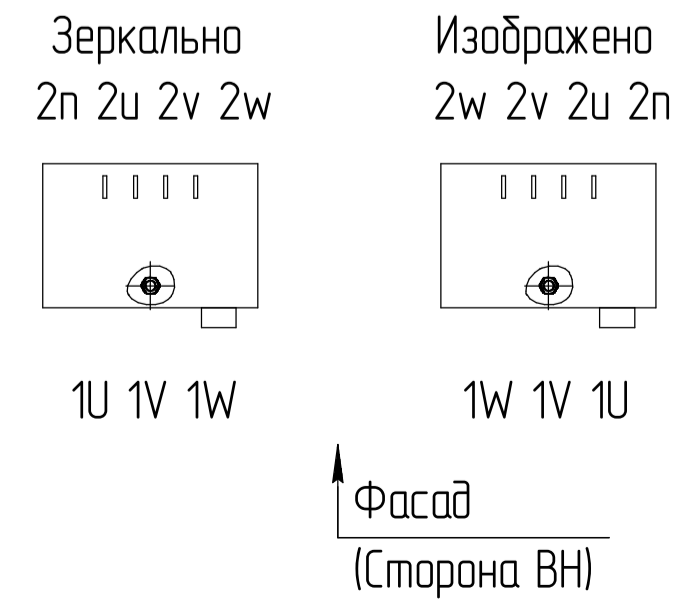 Зеркально
2n 2u 2v 2w
1U 1V 1W
Изображено
2w 2v 2u 2n
1W 1V 1U
Фасад
(Сторона ВН)